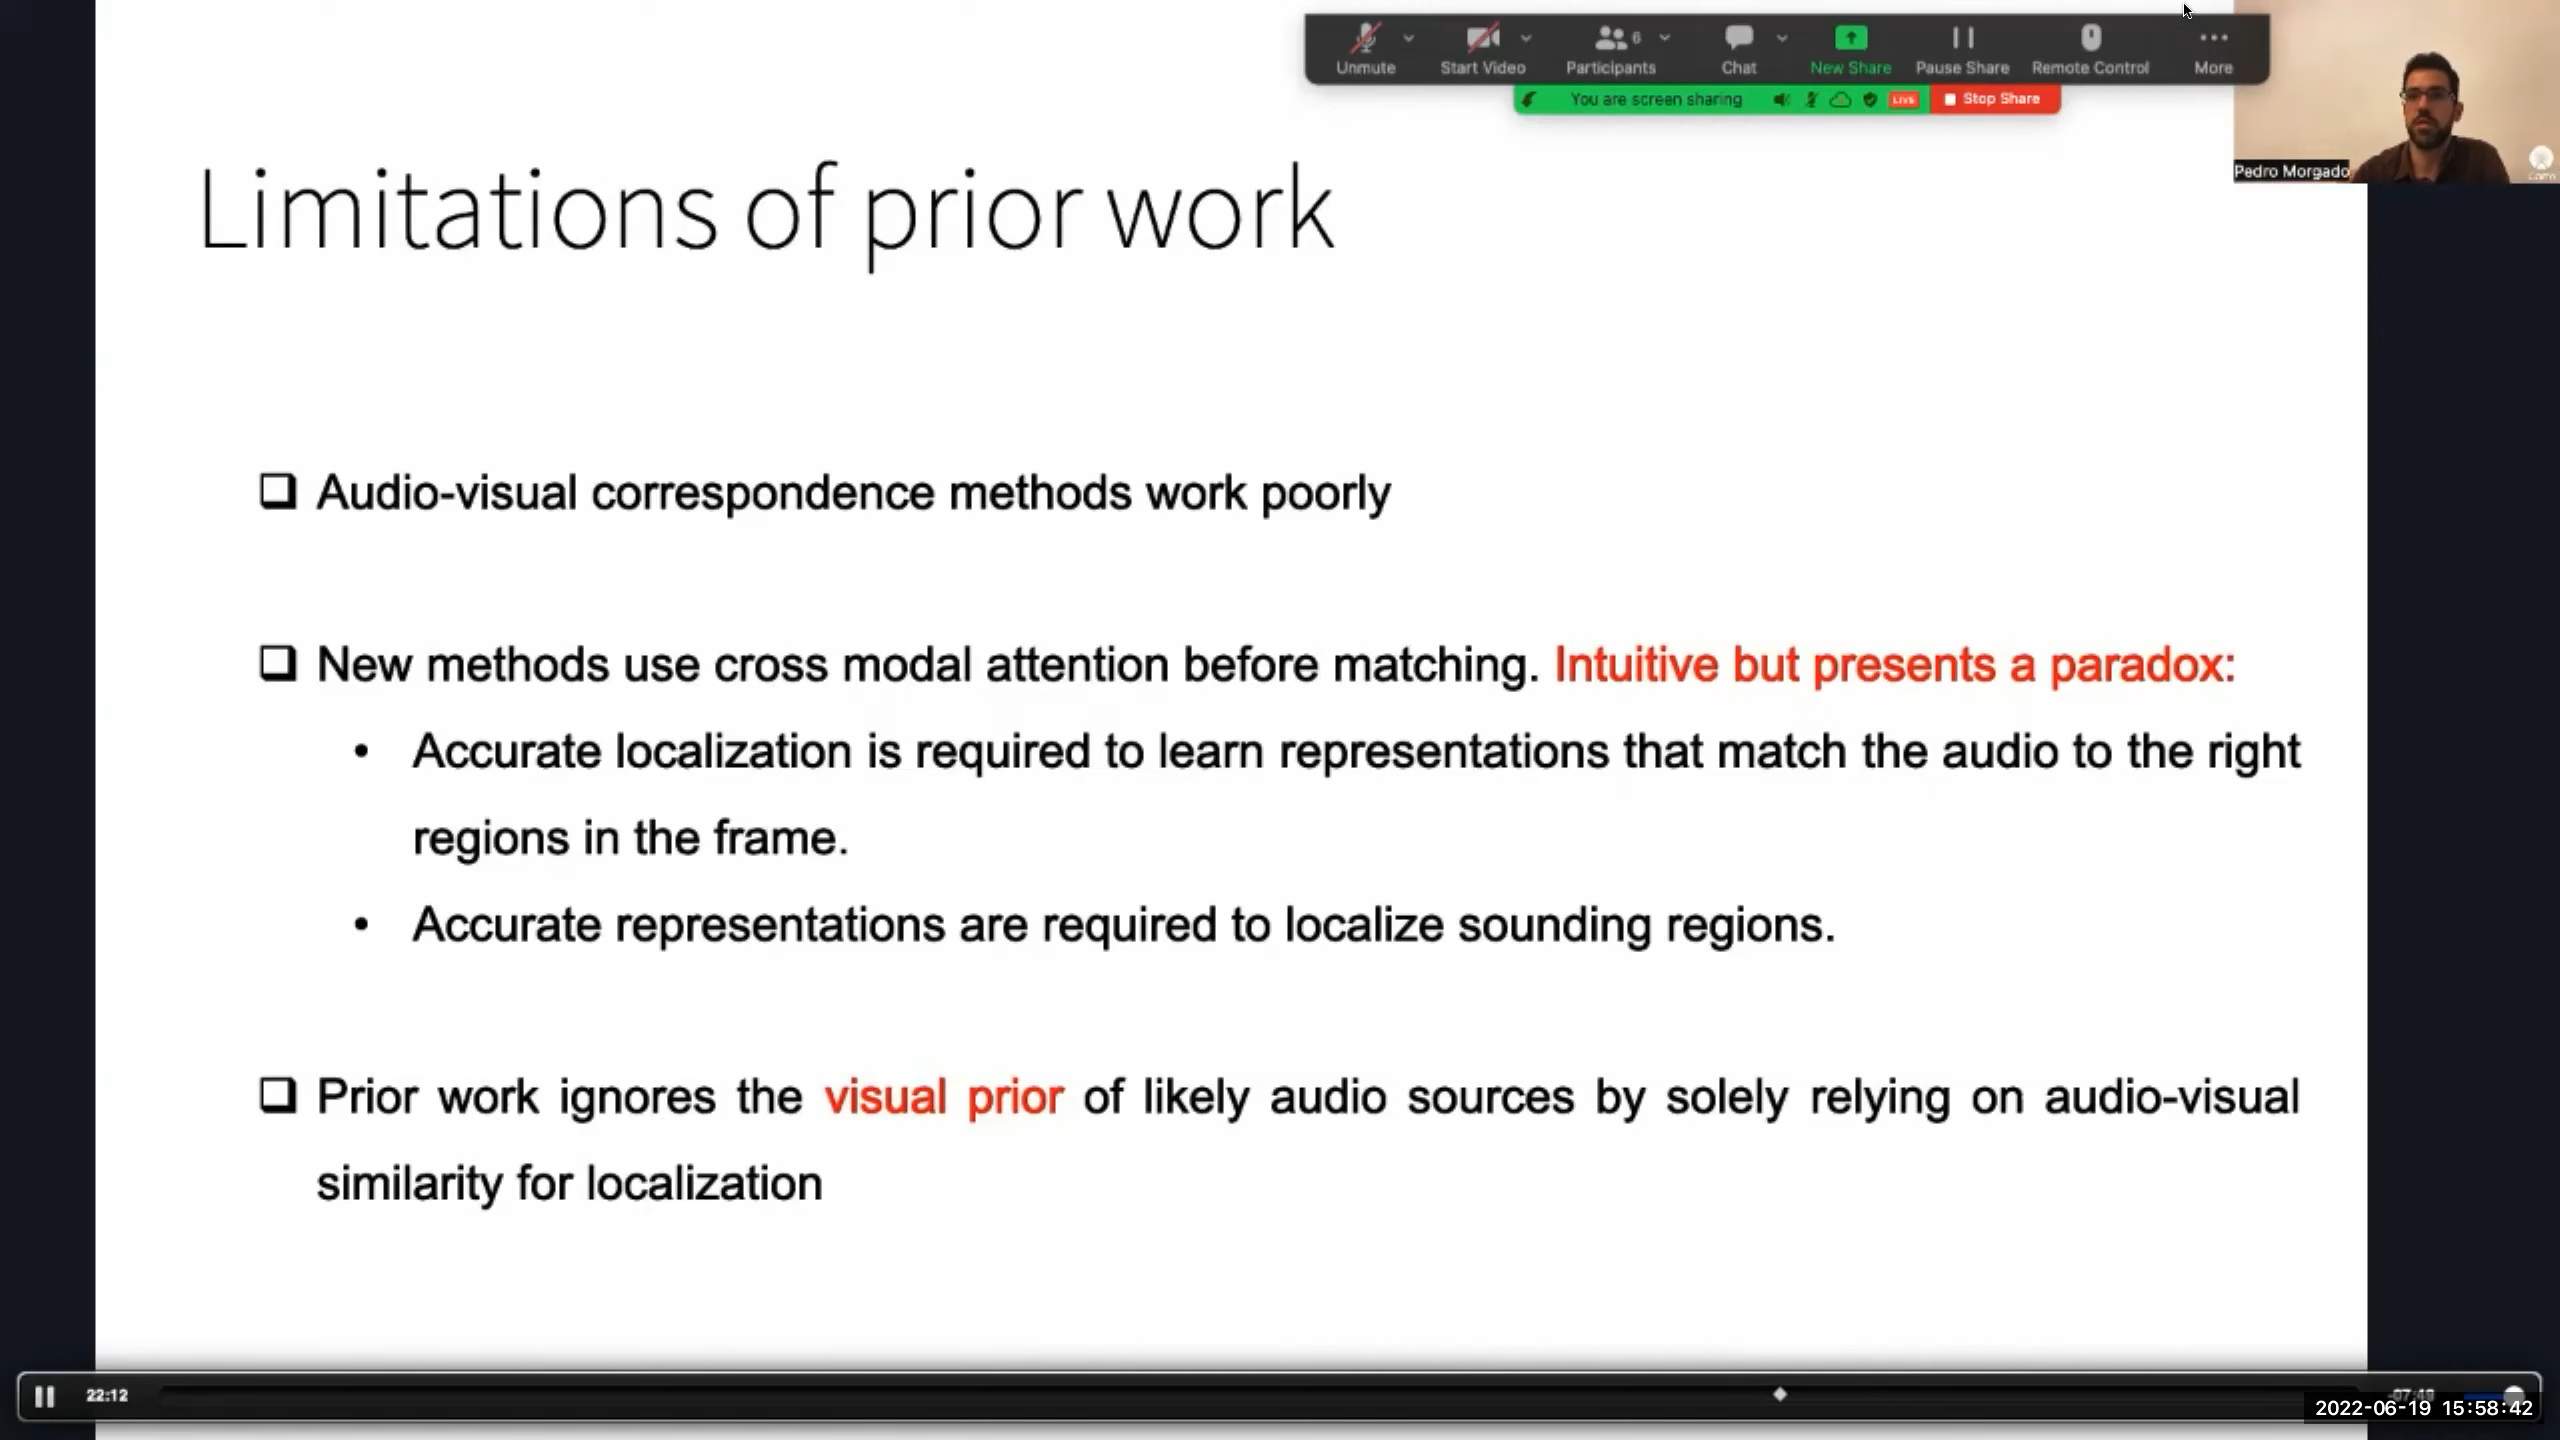 Unmute
Start Video
6
Participants
Chat
New Share
Pause Share
Remote Control
More
You are screen sharing
LIVE
Stop Share
Pedro Morgado
Limitations of prior work
Audio-visual correspondence methods work poorly
New methods use cross modal attention before matching. Intuitive but presents a paradox:
• Accurate localization is required to learn representations that match the audio to the right
regions in the frame.
• Accurate representations are required to localize sounding regions.
Prior work ignores the visual prior of likely audio sources by solely relying on audio-visual
similarity for localization
22:12
2022-06-19 15:58:42